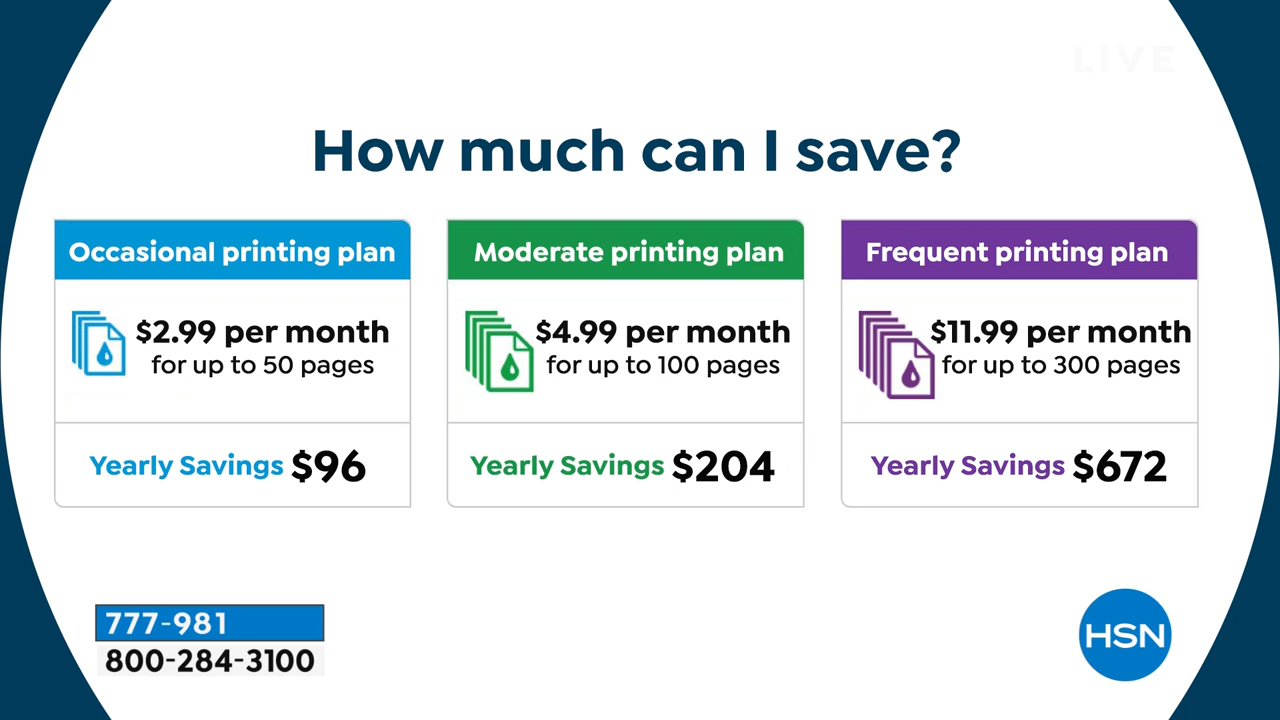 LIVE
How much can I save?
Occasional printing plan
$2.99 per month
for up to 50 pages
Yearly Savings $96
Moderate printing plan
$4.99 per month
for up to 100 pages
Yearly Savings $204
Frequent printing plan
$11.99 per month
for up to 300 pages
Yearly Savings $672
777-981
800-284-3100
HSN